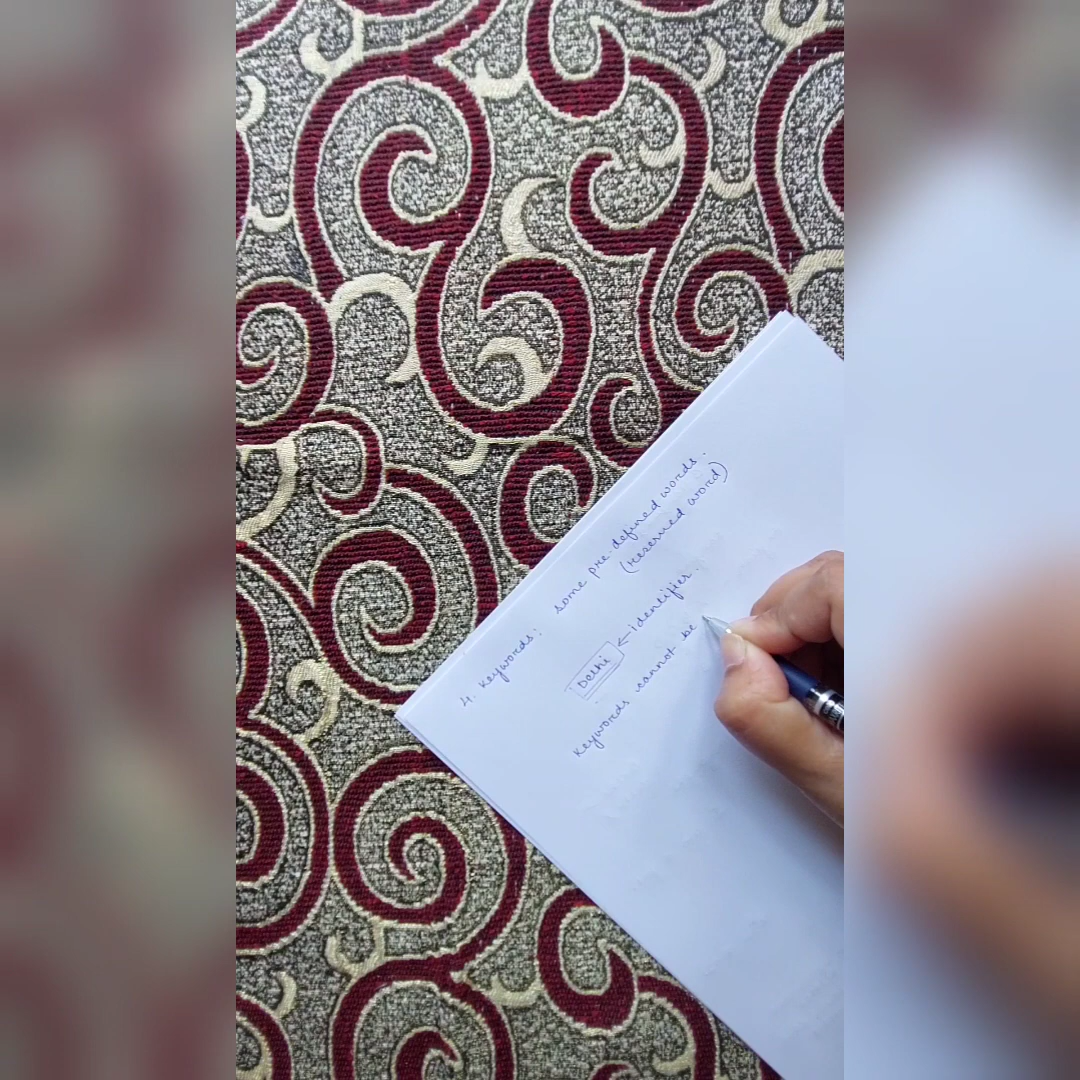 4. Keywords: some pre-defined words.
(reserved word)
Delhi ← identifier.
Keywords cannot be